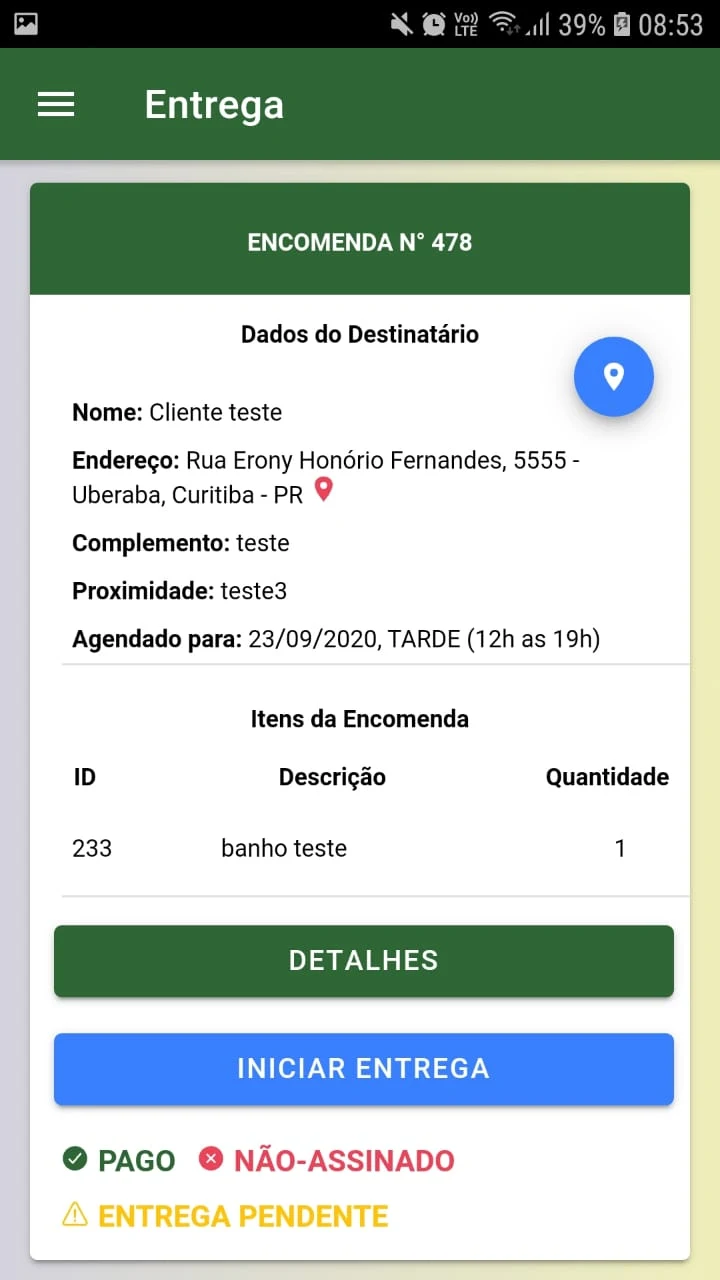 Vo)) LTE 39% 08:53
Entrega
ENCOMENDA N° 478
Dados do Destinatário
Nome: Cliente teste
Endereço: Rua Erony Honório Fernandes, 5555 -
Uberaba, Curitiba - PR
Complemento: teste
Proximidade: teste3
Agendado para: 23/09/2020, TARDE (12h as 19h)
Itens da Encomenda
ID Descrição Quantidade
233 banho teste 1
DETALHES
INICIAR ENTREGA
PAGO NÃO-ASSINADO
ENTREGA PENDENTE